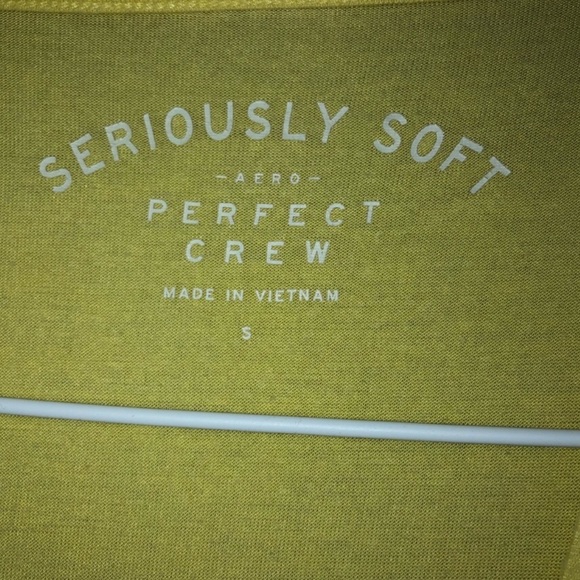 SERIOUSLY SOFT
- AERO -
PERFECT
CREW
MADE IN VIETNAM
S